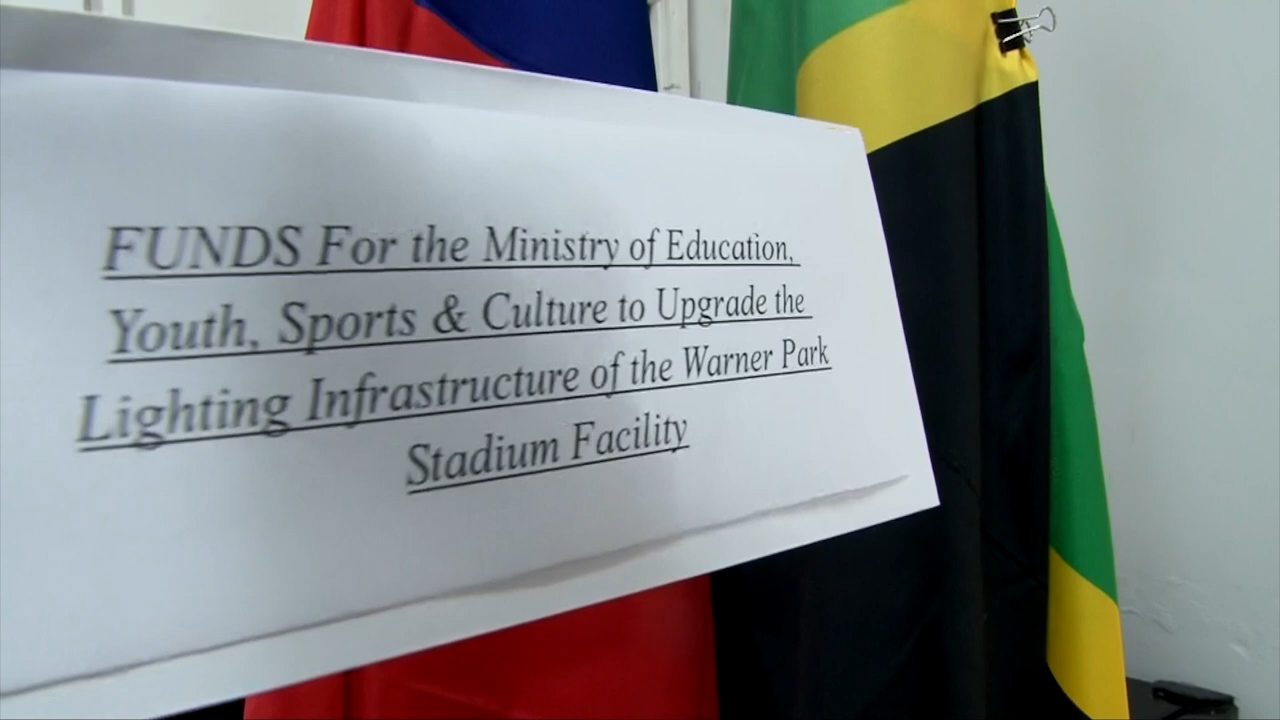 FUNDS For the Ministry of Education,
Youth, Sports & Culture to Upgrade the
Lighting Infrastructure of the Warner Park
Stadium Facility